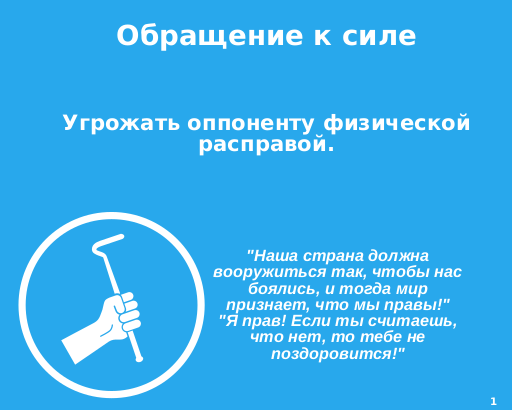 Обращение к силе
Угрожать оппоненту физической
расправой.
"Наша страна должна
вооружиться так, чтобы нас
боялись, и тогда мир
признает, что мы правы!"
"Я прав! Если ты считаешь,
что нет, то тебе не
поздоровится!"
1